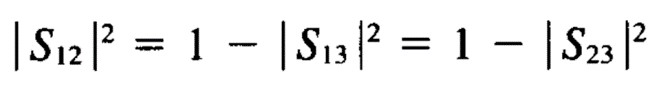 |S₁₂|² = 1 − |S₁₃|² = 1 − |S₂₃|²